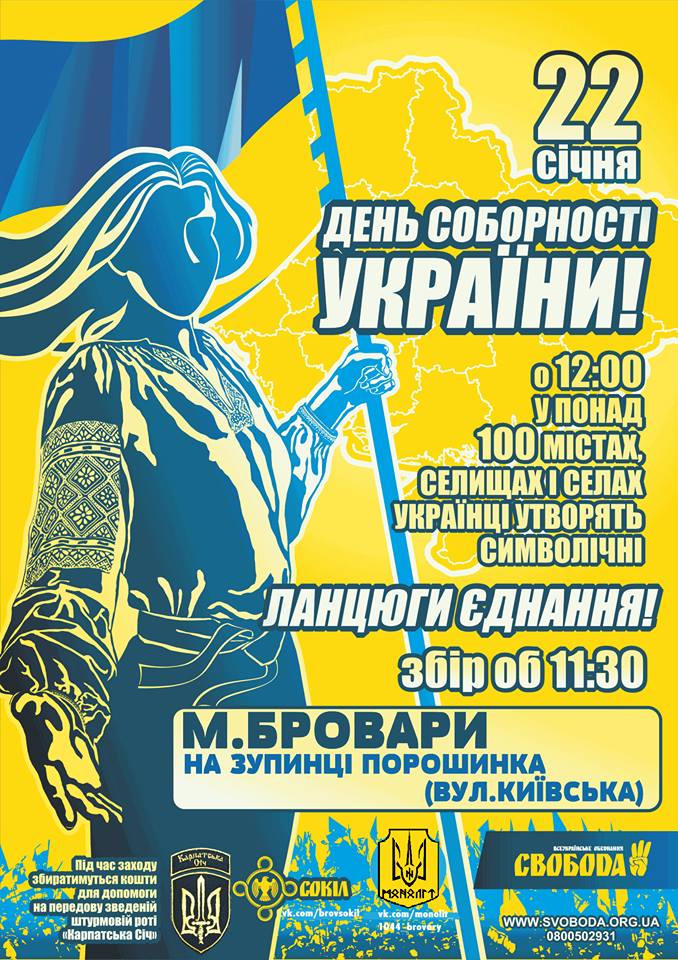 22
СІЧНЯ
ДЕНЬ СОБОРНОСТІ
УКРАЇНИ!
О 12:00
У ПОНАД
100 МІСТАХ,
СЕЛИЩАХ І СЕЛАХ
УКРАЇНЦІ УТВОРЯТЬ
СИМВОЛІЧНІ
ЛАНЦЮГИ ЄДНАННЯ!
збір об 11:30
М.БРОВАРИ
НА ЗУПИНЦІ ПОРОШИНКА
(ВУЛ.КИЇВСЬКА)
Під час заходу
збиратимуться кошти
для допомоги
на передову зведеній
штурмовій роті
«Карпатська Січ»
Карпатська
Січ
СОКІЛ
vk.com/brovsokil
МОНОЛІТ
vk.com/monolit
1044-brovary
ВСЕУКРАЇНСЬКЕ ОБЄДНАННЯ
СВОБОДА
WWW.SVOBODA.ORG.UA
0800502931